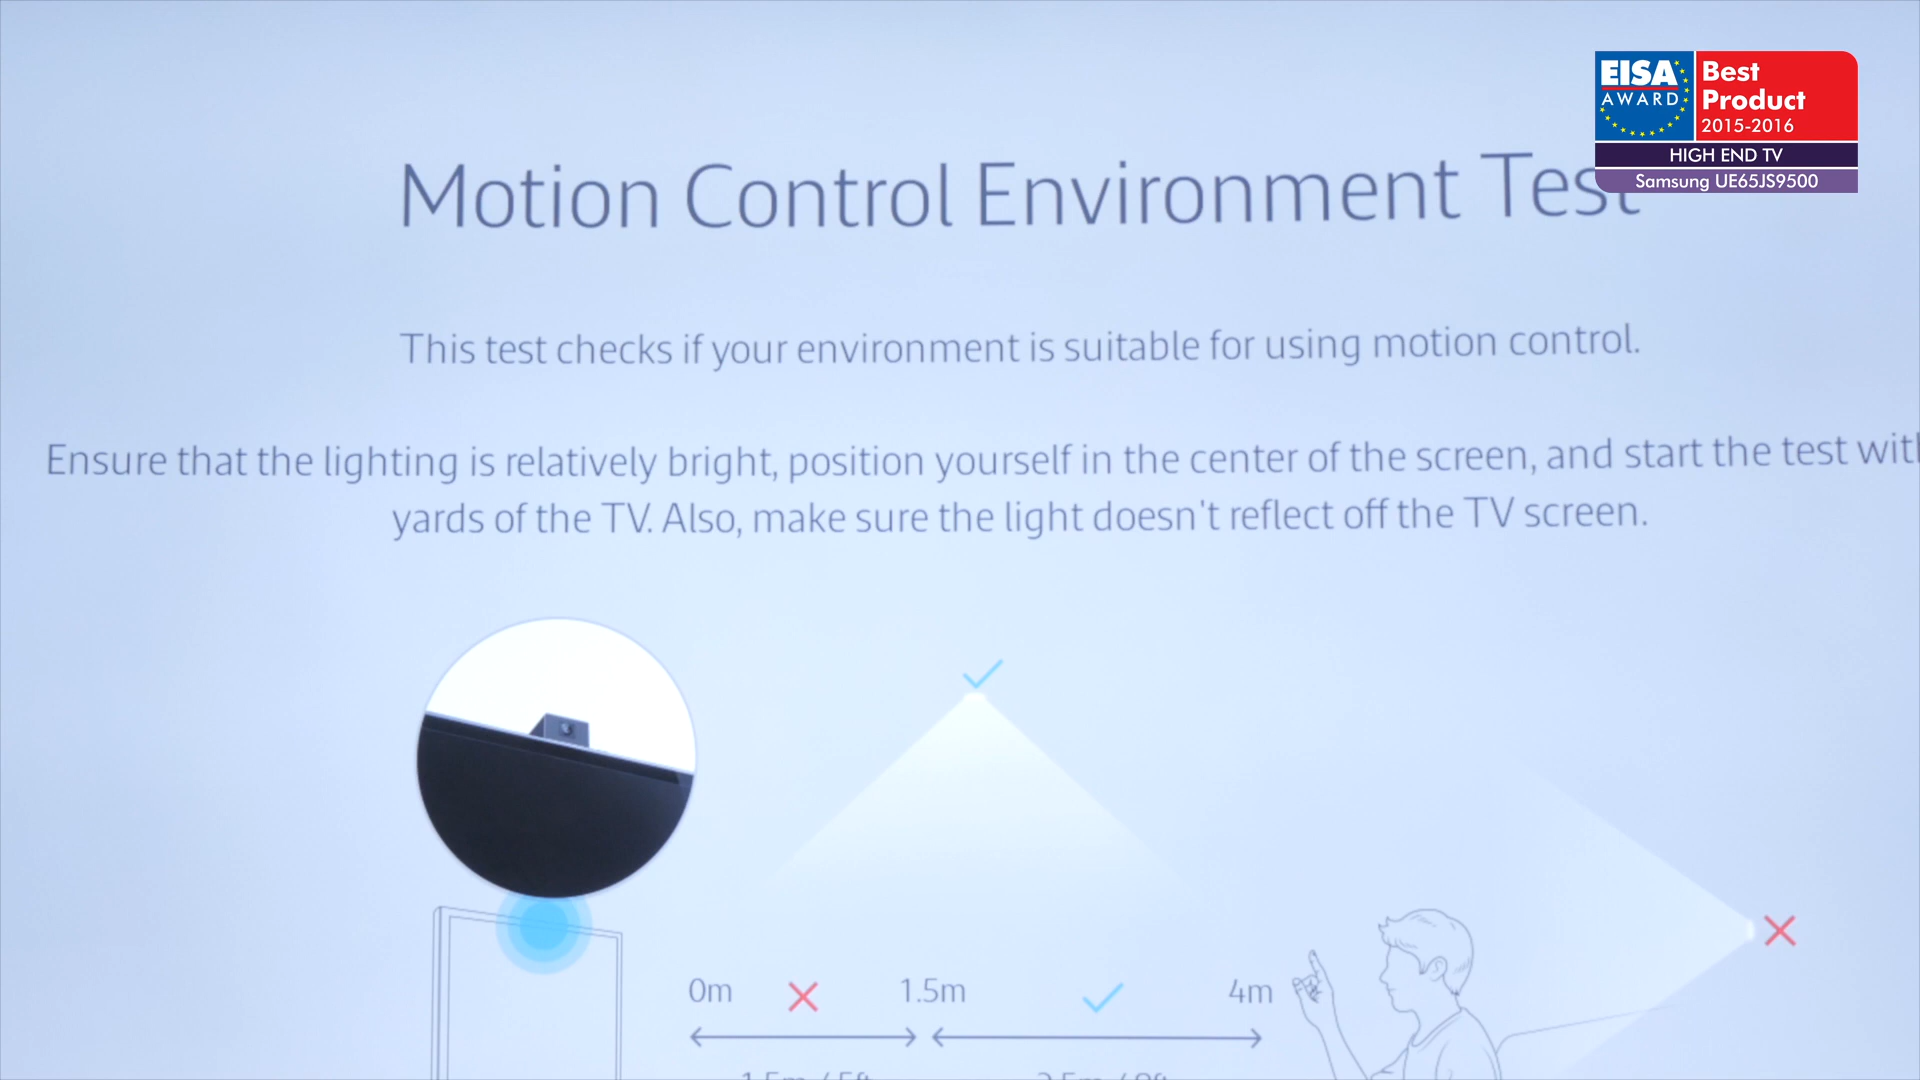 EISA
AWARD
Best
Product
2015-2016
HIGH END TV
Samsung UE65JS9500
Motion Control Environment Test
This test checks if your environment is suitable for using motion control.
Ensure that the lighting is relatively bright, position yourself in the center of the screen, and start the test
yards of the TV. Also, make sure the light doesn't reflect off the TV screen.
0m
1.5m
4m